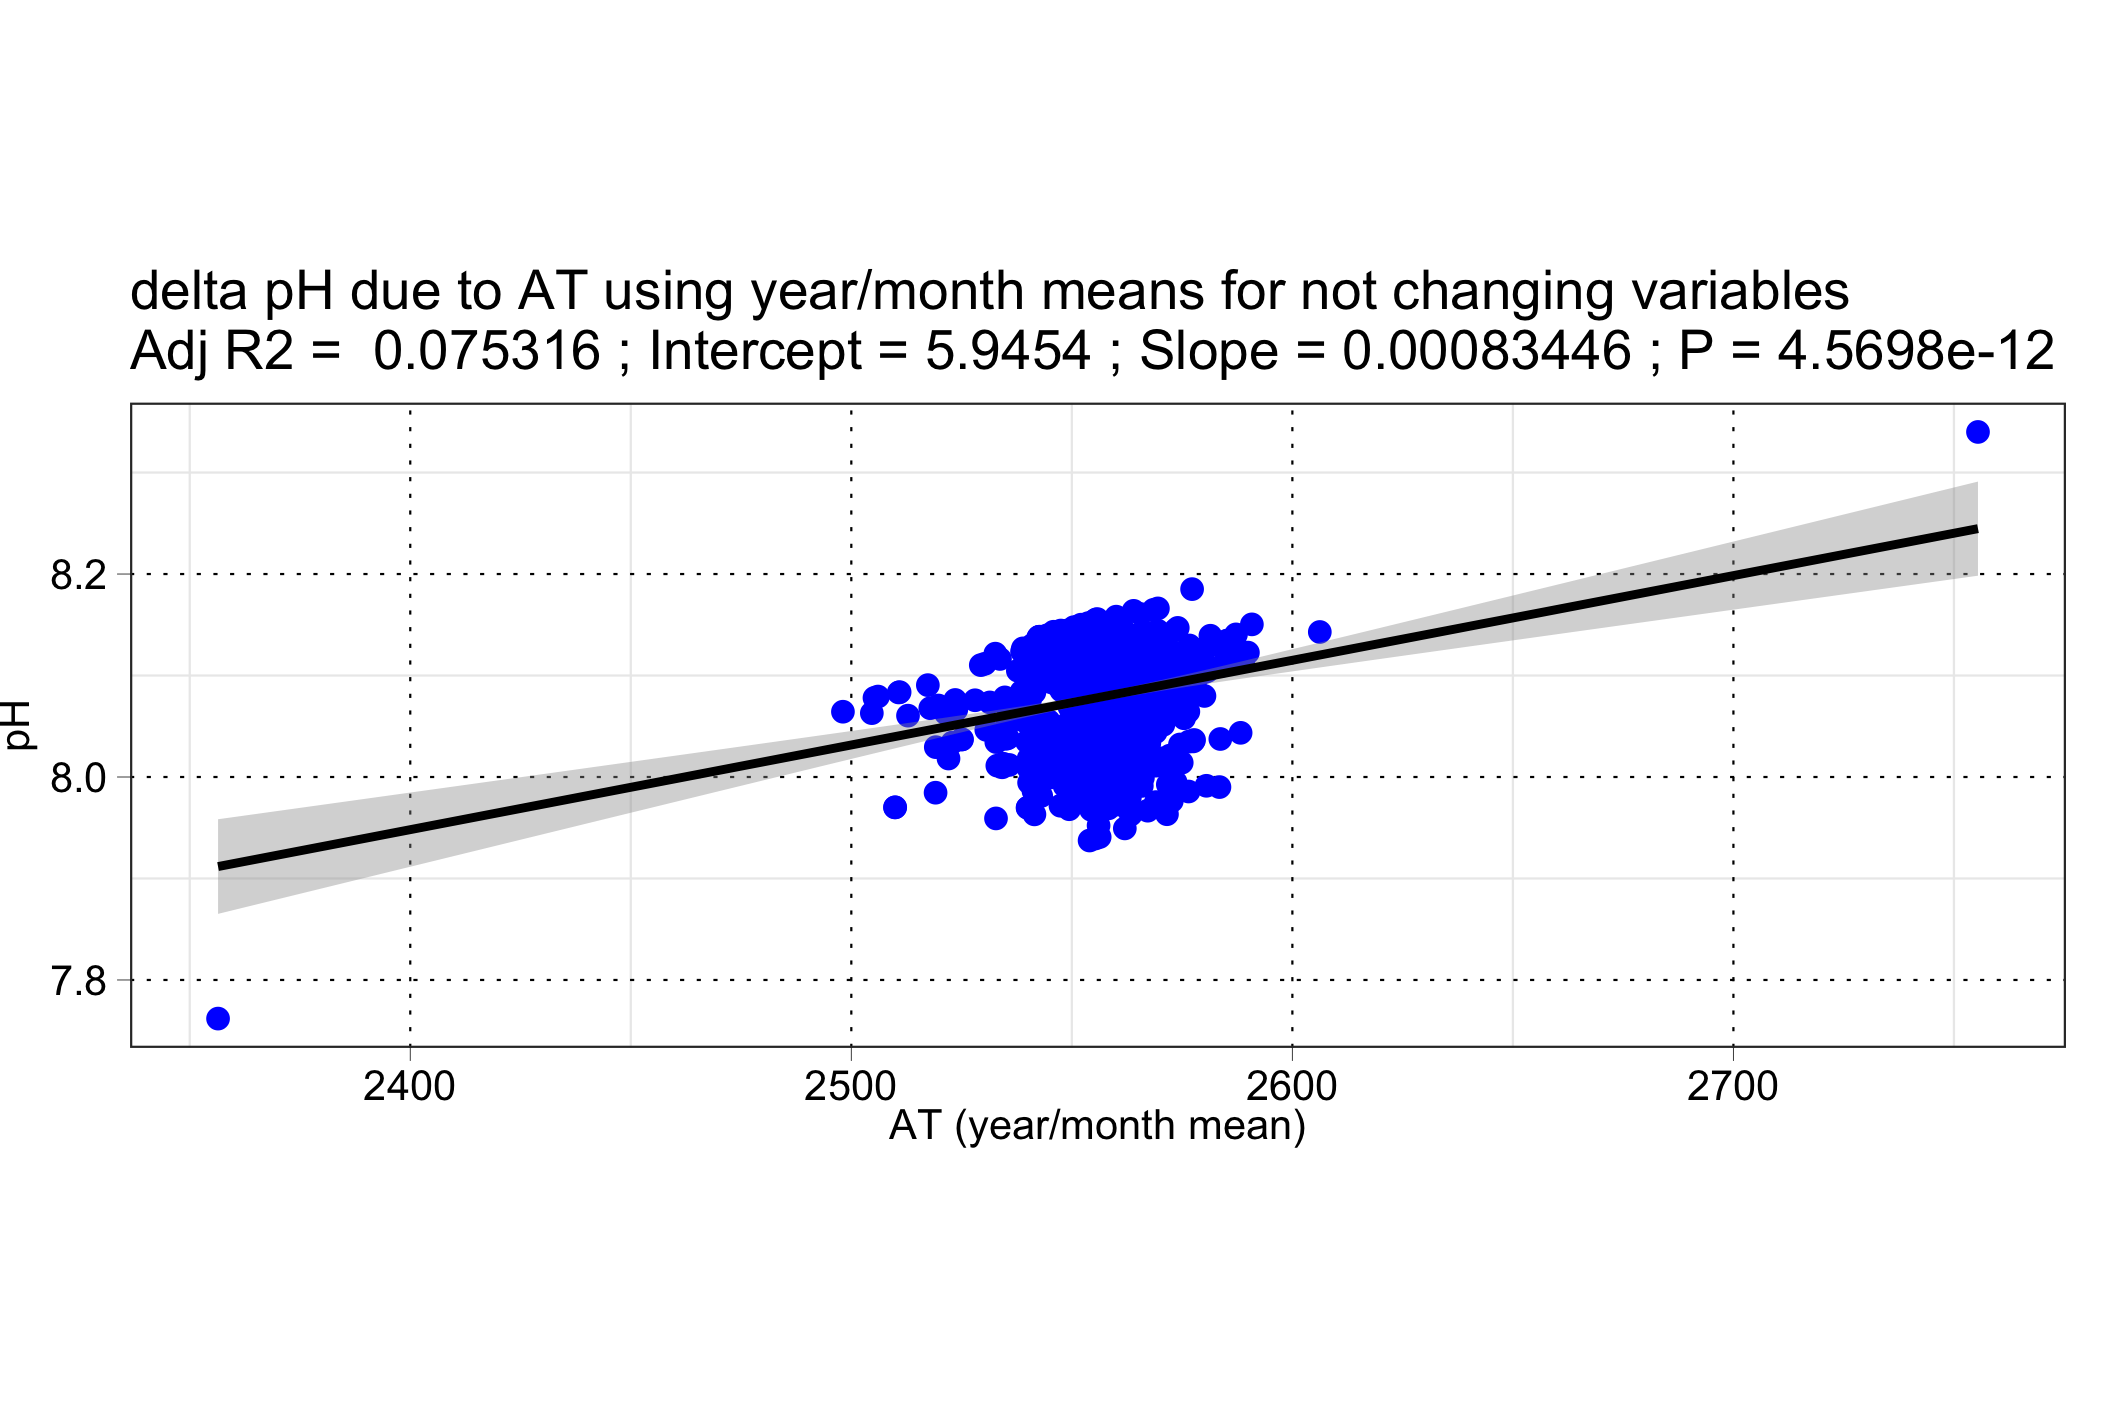 delta pH due to AT using year/month means for not changing variables
Adj R2 =  0.075316 ; Intercept = 5.9454 ; Slope = 0.00083446 ; P = 4.5698e-12
8.2
8.0
7.8
pH
2400 2500 2600 2700
AT (year/month mean)